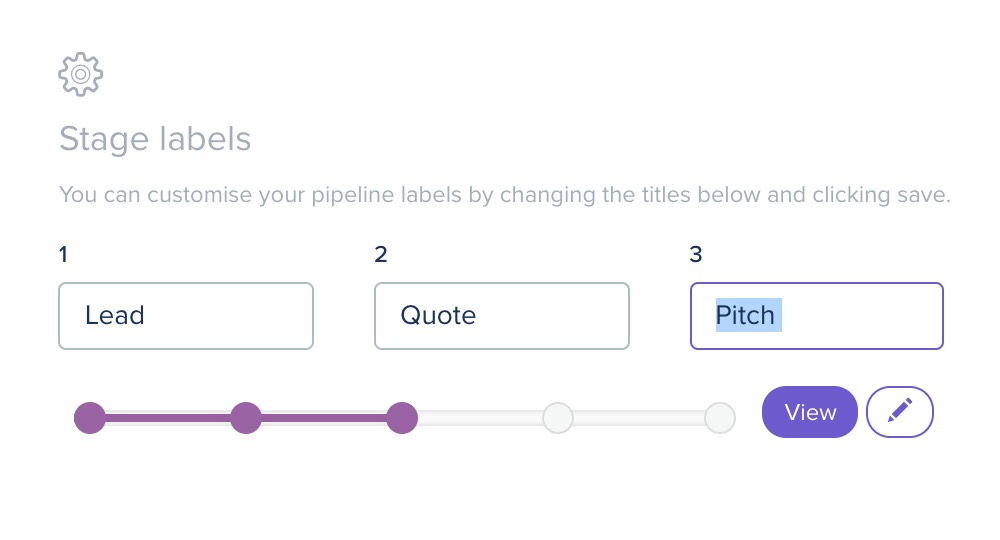 Stage labels
You can customise your pipeline labels by changing the titles below and clicking save.
1 2 3
Lead Quote Pitch
View